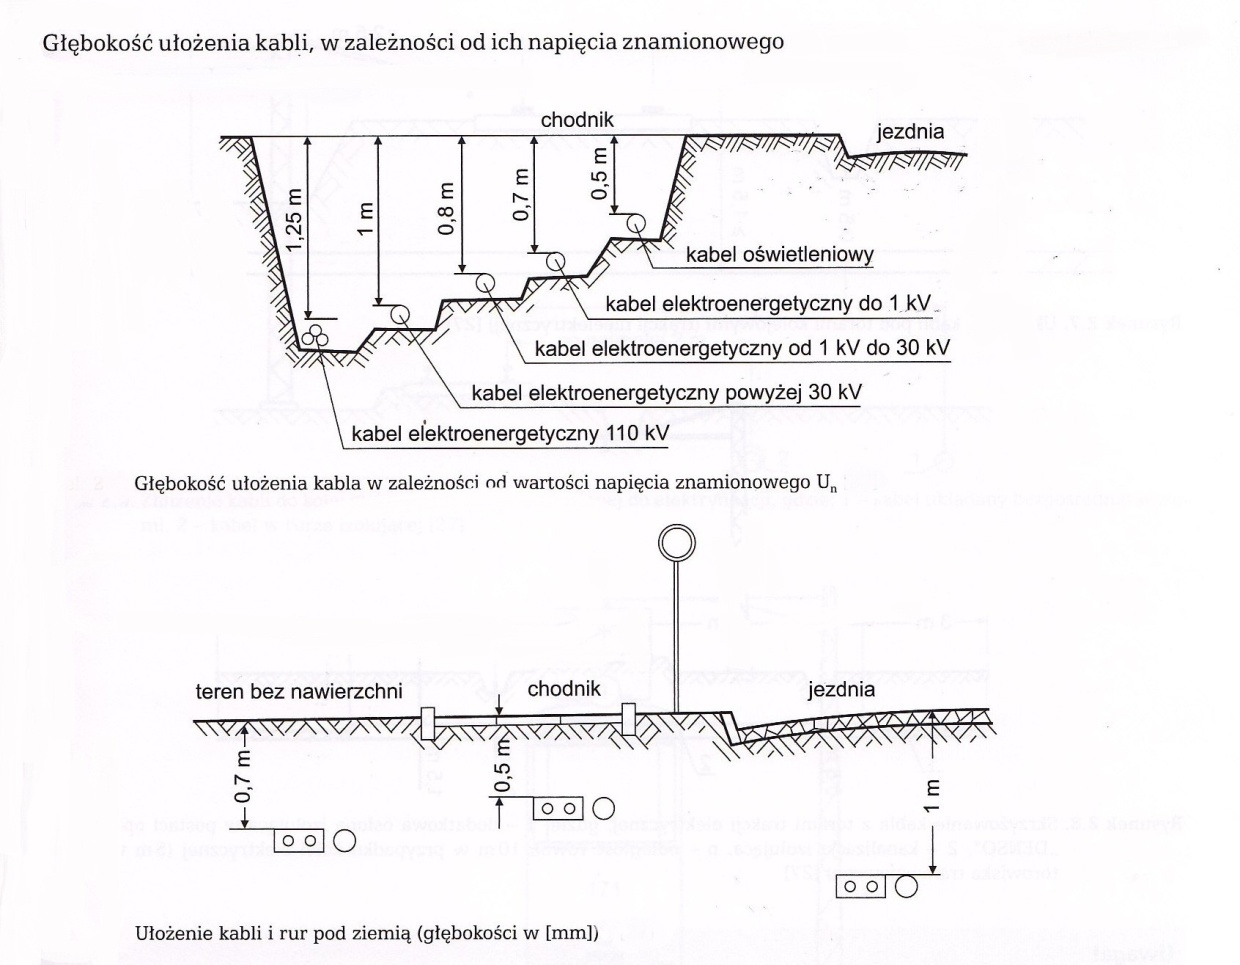 Głębokość ułożenia kabli, w zależności od ich napięcia znamionowego
chodnik
jezdnia
1,25 m
1 m
0,8 m
0,7 m
0,5 m
kabel oświetleniowy
kabel elektroenergetyczny do 1 kV
kabel elektroenergetyczny od 1 kV do 30 kV
kabel elektroenergetyczny powyżej 30 kV
kabel elektroenergetyczny 110 kV
Głębokość ułożenia kabla w zależności od wartości napięcia znamionowego Un
teren bez nawierzchni
chodnik
jezdnia
0,7 m
0,5 m
1 m
Ułożenie kabli i rur pod ziemią (głębokości w [mm])